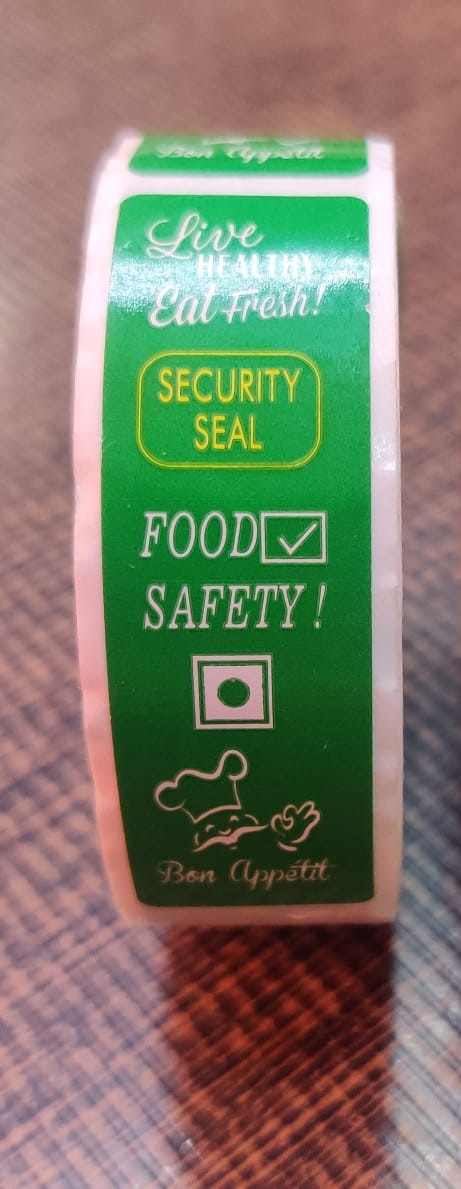 Bon Appétit
Live
HEALTHY
Eat Fresh!
SECURITY
SEAL
FOOD
SAFETY!
Bon Appétit